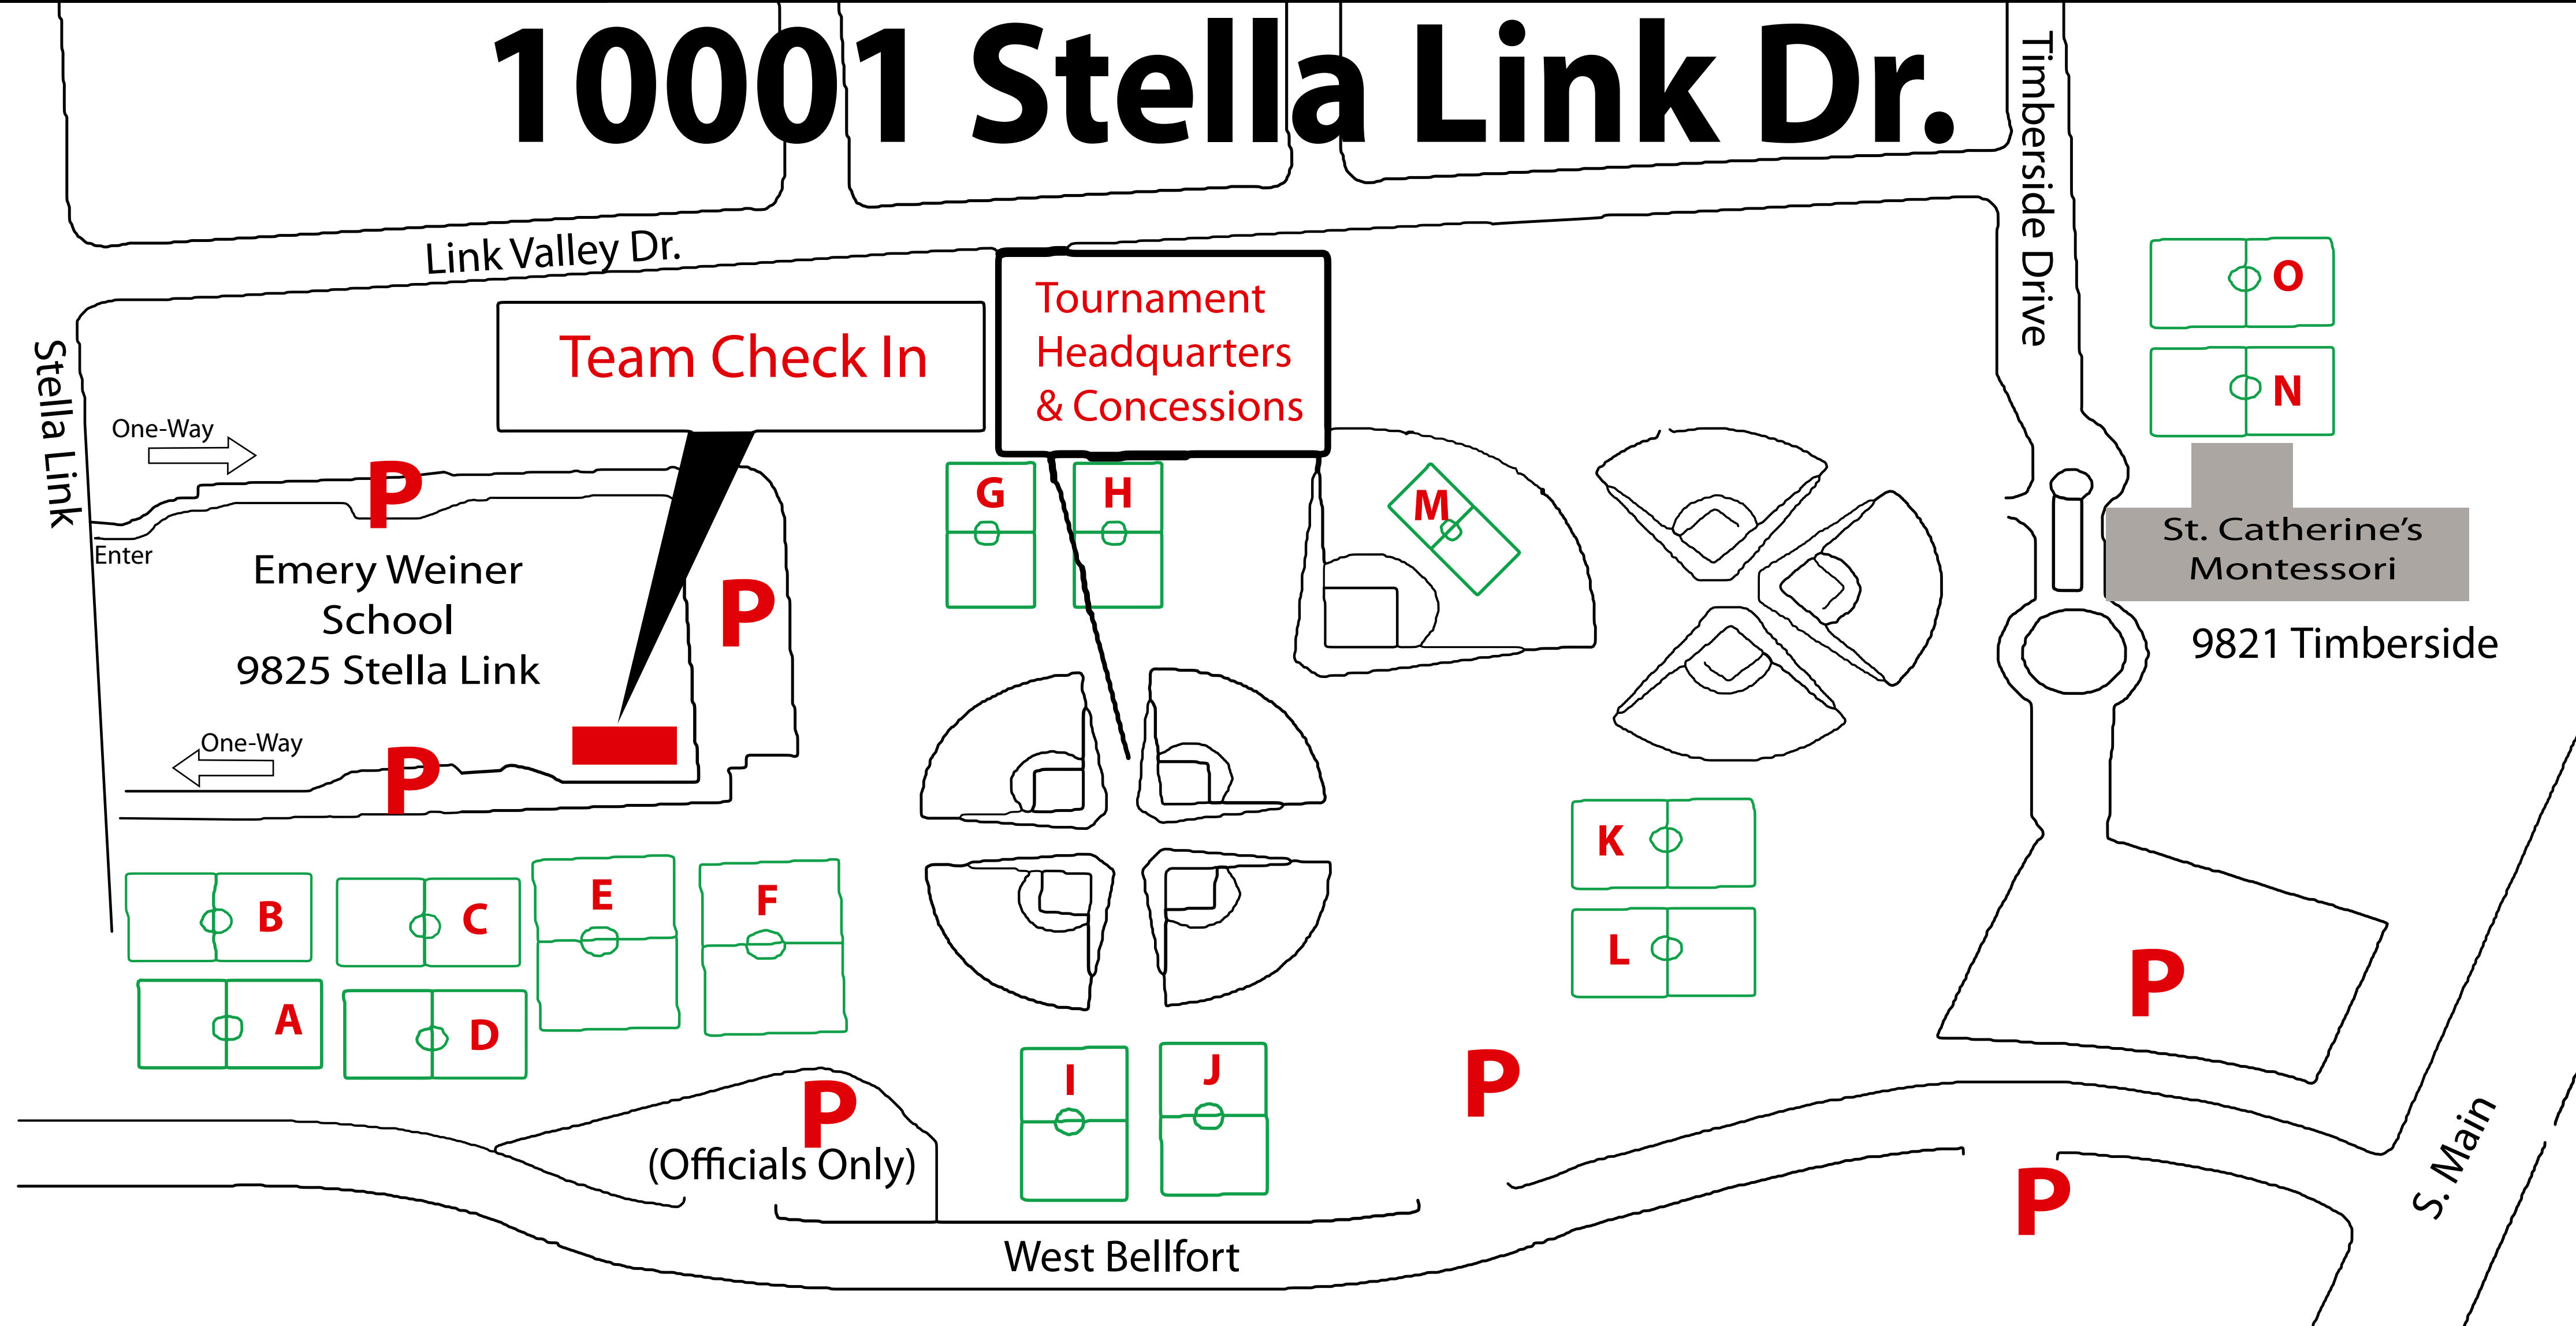 10001 Stella Link Dr.
Timberside Drive
Link Valley Dr.
Team Check In
Tournament
Headquarters
& Concessions
Stella Link
One-Way
Enter
P
Emery Weiner
School
9825 Stella Link
P
One-Way
P
G
H
M
O
N
St. Catherine's
Montessori
9821 Timberside
B
C
E
F
A
D
K
L
I
J
P
(Officials Only)
P
P
P
West Bellfort
S. Main